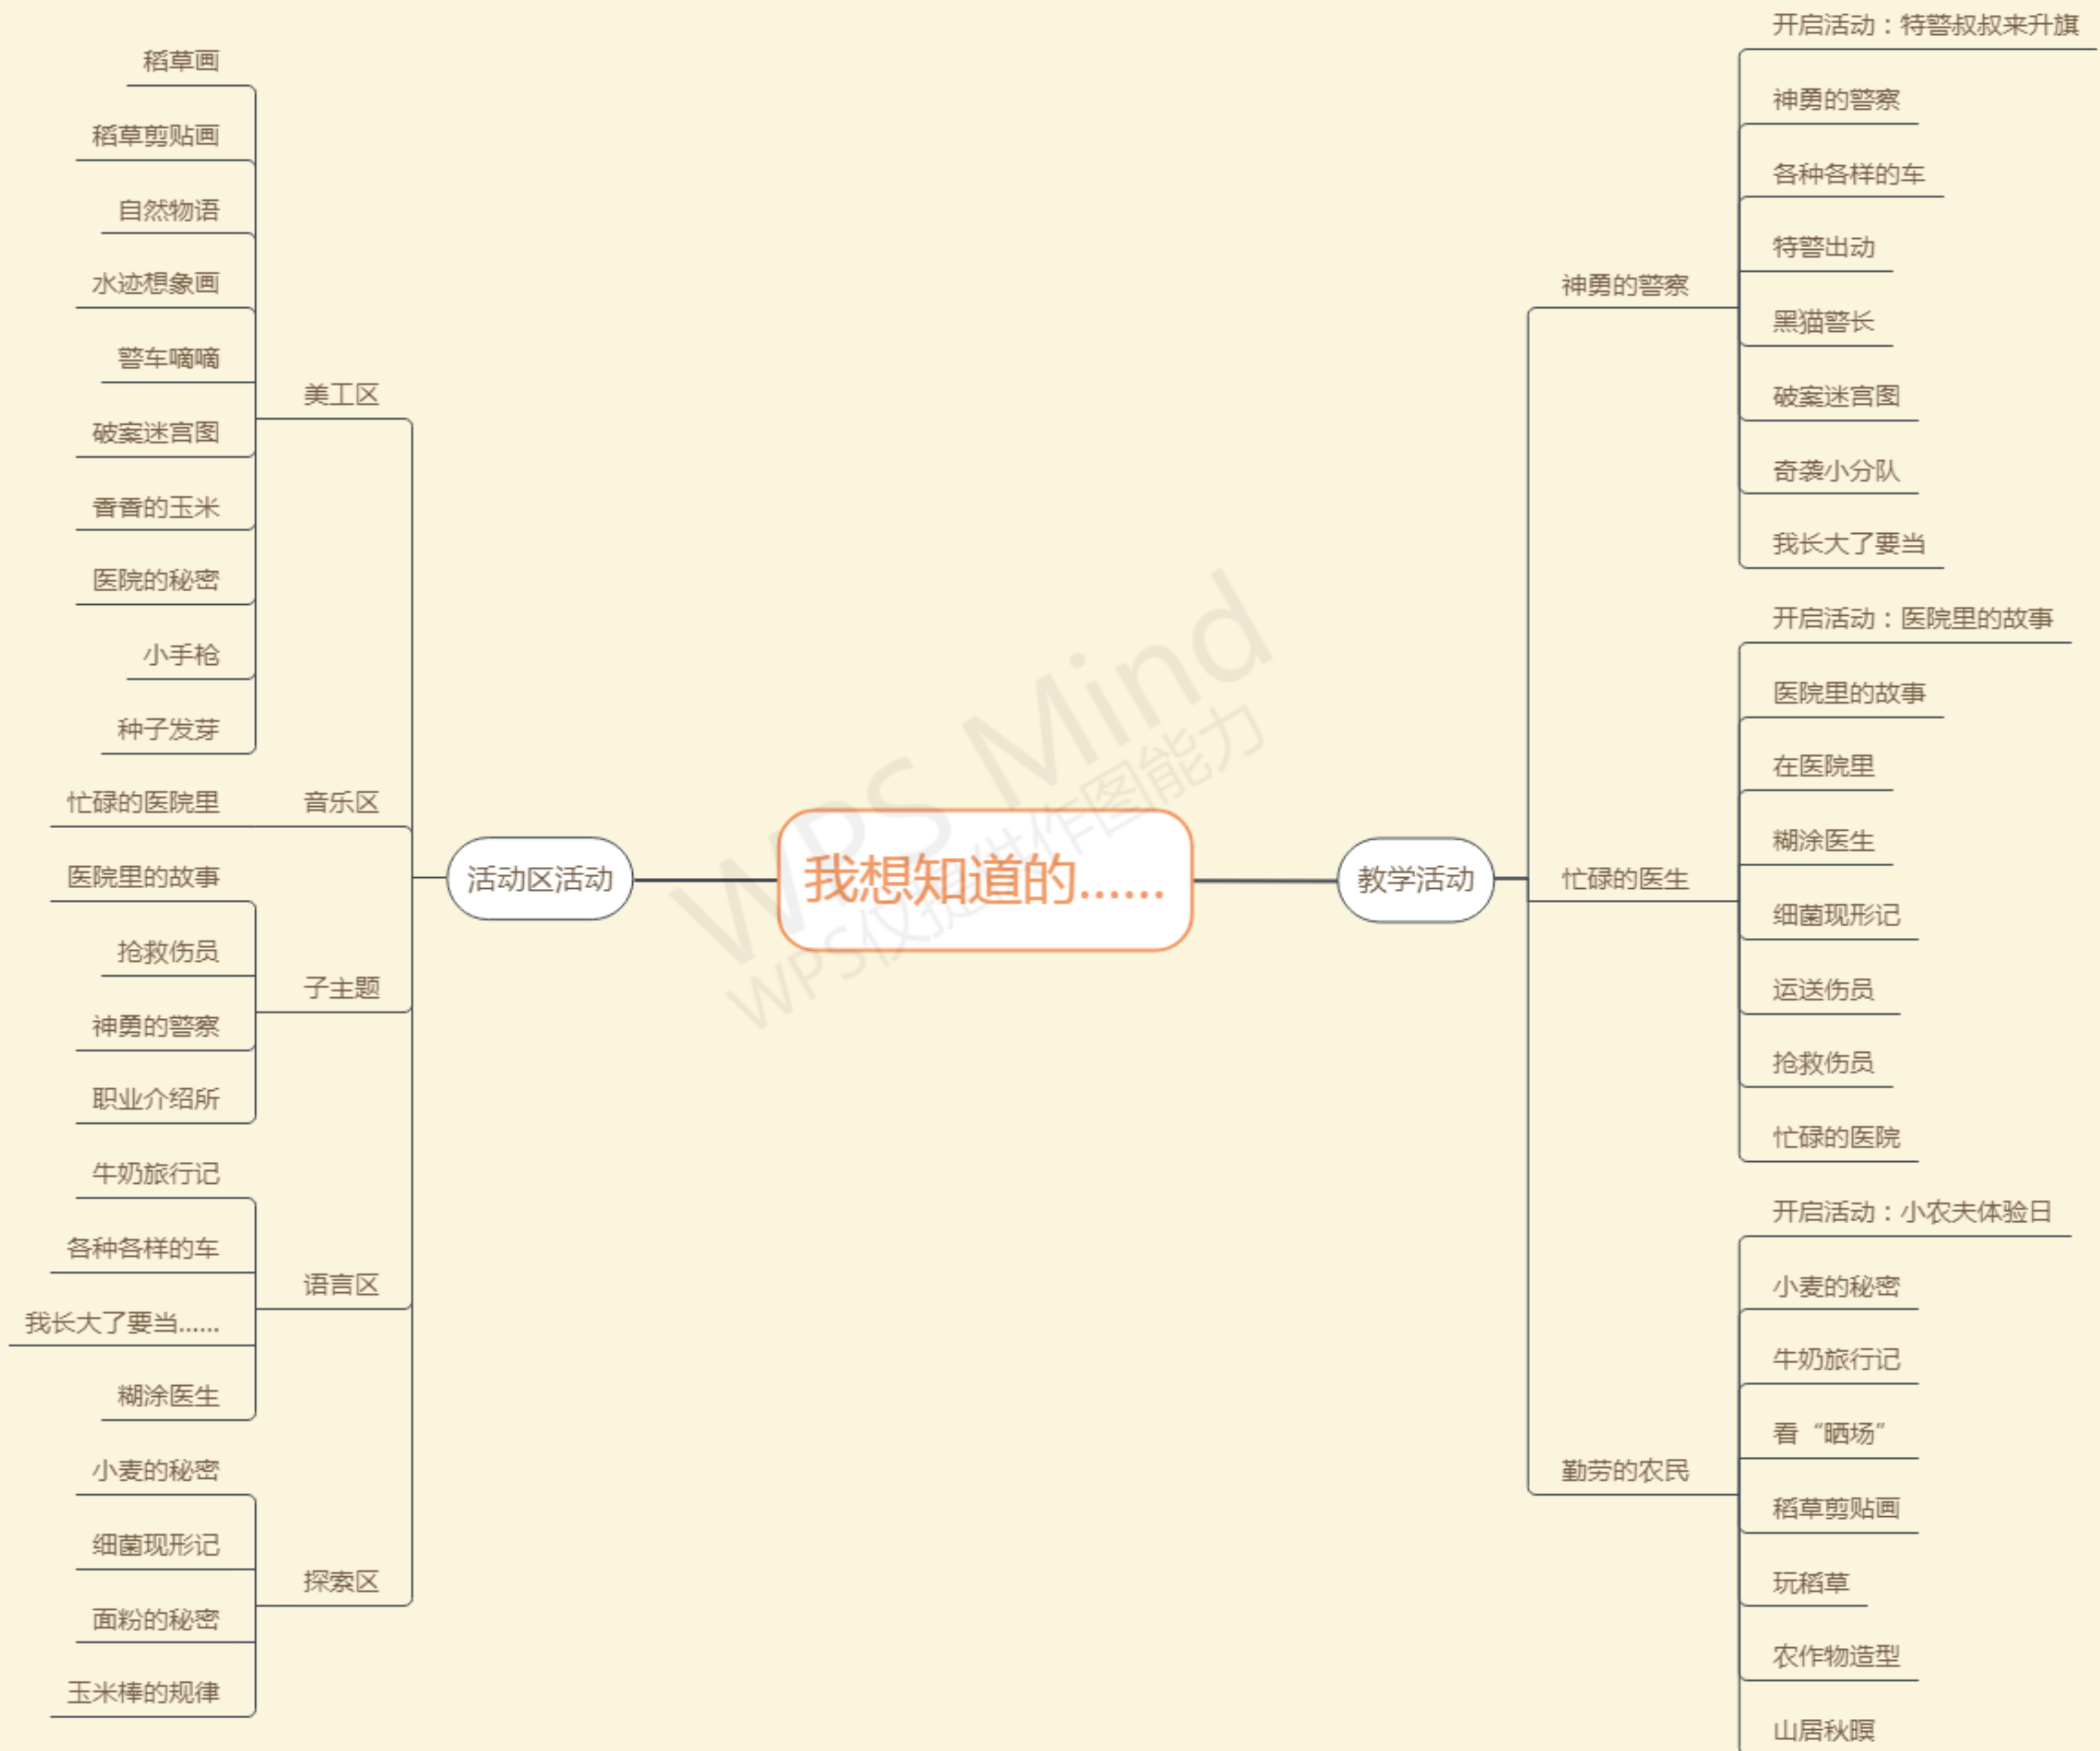 稻草画
稻草剪贴画
自然物语
水迹想象画
警车嘀嘀
破案迷宫图
香香的玉米
医院的秘密
小手枪
种子发芽
美工区
忙碌的医院里
音乐区
医院里的故事
抢救伤员
神勇的警察
职业介绍所
子主题
牛奶旅行记
各种各样的车
我长大了要当......
糊涂医生
语言区
小麦的秘密
细菌现形记
面粉的秘密
玉米棒的规律
探索区
活动区活动
我想知道的......
WPS Mind
WPS仅提供作图能力
教学活动
神勇的警察
开启活动：特警叔叔来升旗
神勇的警察
各种各样的车
特警出动
黑猫警长
破案迷宫图
奇袭小分队
我长大了要当
忙碌的医生
开启活动：医院里的故事
医院里的故事
在医院里
糊涂医生
细菌现形记
运送伤员
抢救伤员
忙碌的医院
勤劳的农民
开启活动：小农夫体验日
小麦的秘密
牛奶旅行记
看“晒场”
稻草剪贴画
玩稻草
农作物造型
山居秋暝